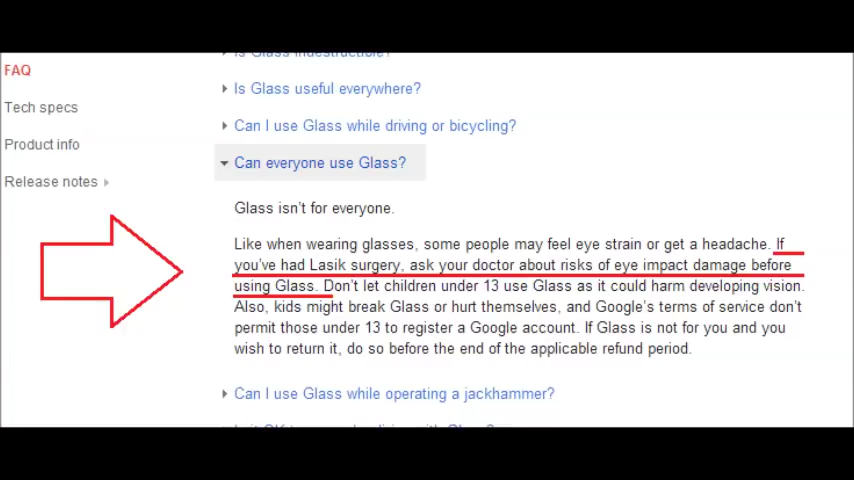 FAQ
Tech specs
Product info
Release notes
Is Glass indestructible?
Is Glass useful everywhere?
Can I use Glass while driving or bicycling?
Can everyone use Glass?
Glass isn't for everyone.
Like when wearing glasses, some people may feel eye strain or get a headache. If
you've had Lasik surgery, ask your doctor about risks of eye impact damage before
using Glass. Don't let children under 13 use Glass as it could harm developing vision.
Also, kids might break Glass or hurt themselves, and Google's terms of service don't
permit those under 13 to register a Google account. If Glass is not for you and you
wish to return it, do so before the end of the applicable refund period.
Can I use Glass while operating a jackhammer?